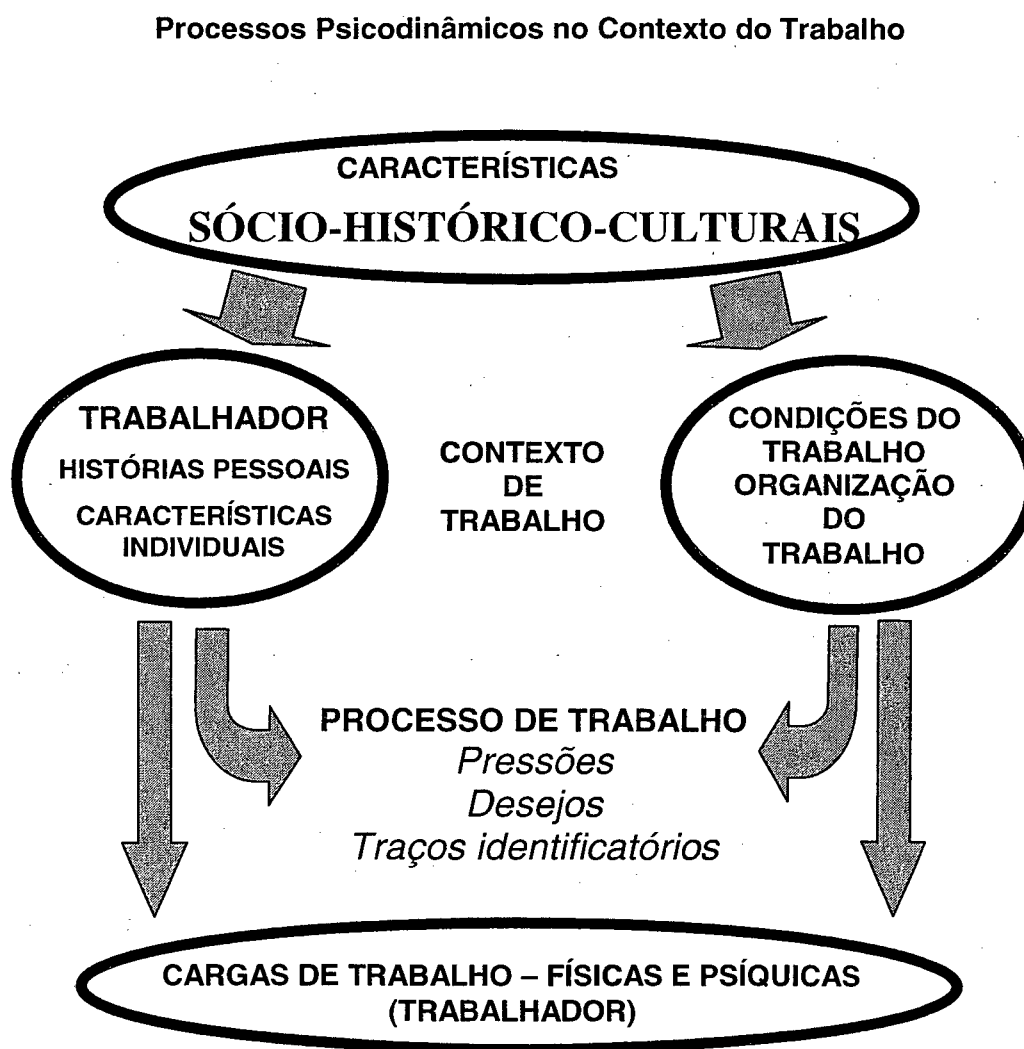 Processos Psicodinâmicos no Contexto do Trabalho
CARACTERÍSTICAS
SÓCIO-HISTÓRICO-CULTURAIS
TRABALHADOR
HISTÓRIAS PESSOAIS
CARACTERÍSTICAS
INDIVIDUAIS
CONTEXTO
DE
TRABALHO
CONDIÇÕES DO
TRABALHO
ORGANIZAÇÃO
DO
TRABALHO
PROCESSO DE TRABALHO
Pressões
Desejos
Traços identificatórios
CARGAS DE TRABALHO – FÍSICAS E PSÍQUICAS
(TRABALHADOR)